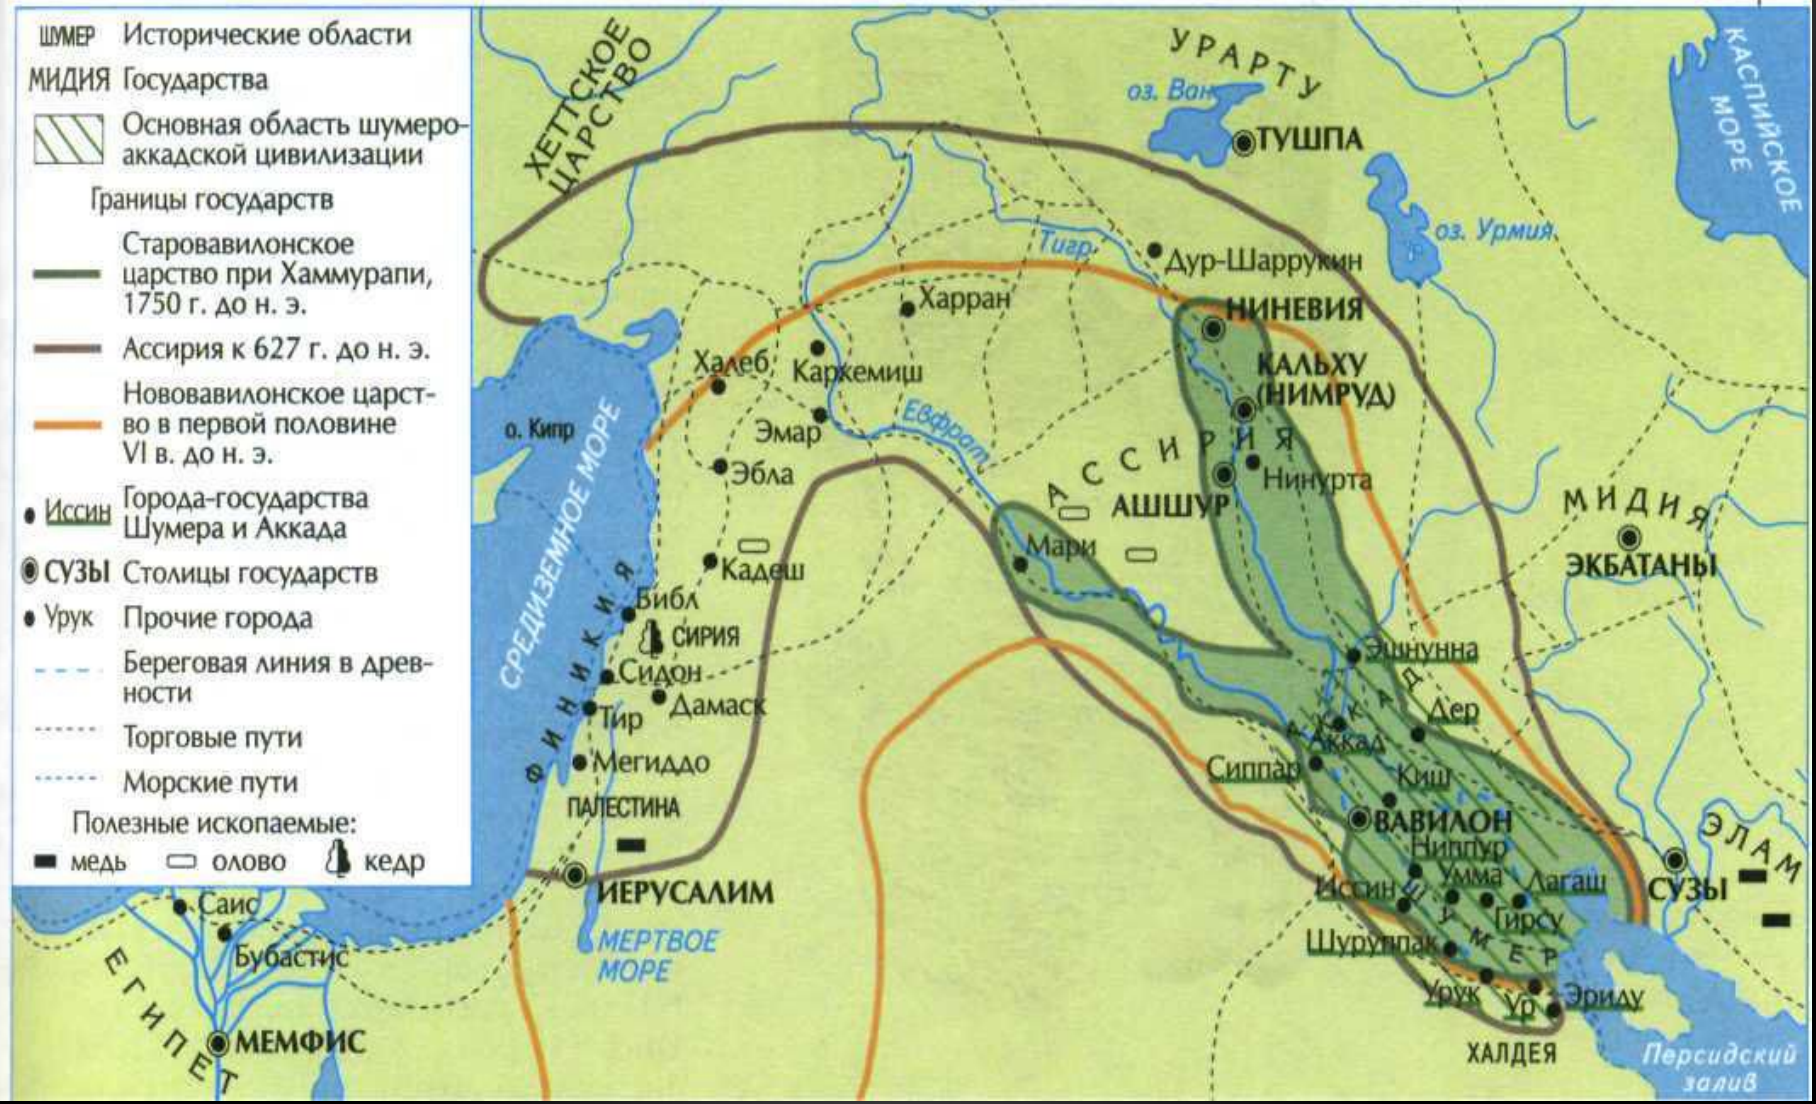 ШУМЕР Исторические области
МИДИЯ Государства
Основная область шумеро-
аккадской цивилизации
Границы государств
Старовавилонское
царство при Хаммурапи,
1750 г. до н. э.
Ассирия к 627 г. до н. э.
Нововавилонское царст-
во в первой половине
VI в. до н. э.
Иссин Города-государства
Шумера и Аккада
СУЗЫ Столицы государств
Урук Прочие города
Береговая линия в древ-
ности
Торговые пути
Морские пути
Полезные ископаемые:
медь олово кедр
ХЕТТСКОЕ
ЦАРСТВО
УРАРТУ
оз. Ван
ТУШПА
КАСПИЙСКОЕ
МОРЕ
оз. Урмия
Тигр
Дур-Шаррукин
Харран
НИНЕВИЯ
Халеб
Каркемиш
КАЛЬХУ
(НИМРУД)
о. Кипр
Эмар
Евфрат
АССИРИЯ
Эбла
Нинурта
АШШУР
МИДИЯ
ЭКБАТАНЫ
СРЕДИЗЕМНОЕ МОРЕ
Мари
Кадеш
Библ
СИРИЯ
ФИНИКИЯ
Сидон
Дамаск
Тир
Эшнунна
АККАД
Дер
Аккад
Мегиддо
Сиппар
Киш
ПАЛЕСТИНА
ВАВИЛОН
Ниппур
ЭЛАМ
ИЕРУСАЛИМ
Иссин
Умма
Лагаш
СУЗЫ
Гирсу
ШУМЕР
Шуруппак
Саис
Бубастис
МЕРТВОЕ
МОРЕ
ЕГИПЕТ
МЕМФИС
Урук
Ур
Эриду
ХАЛДЕЯ
Персидский
залив